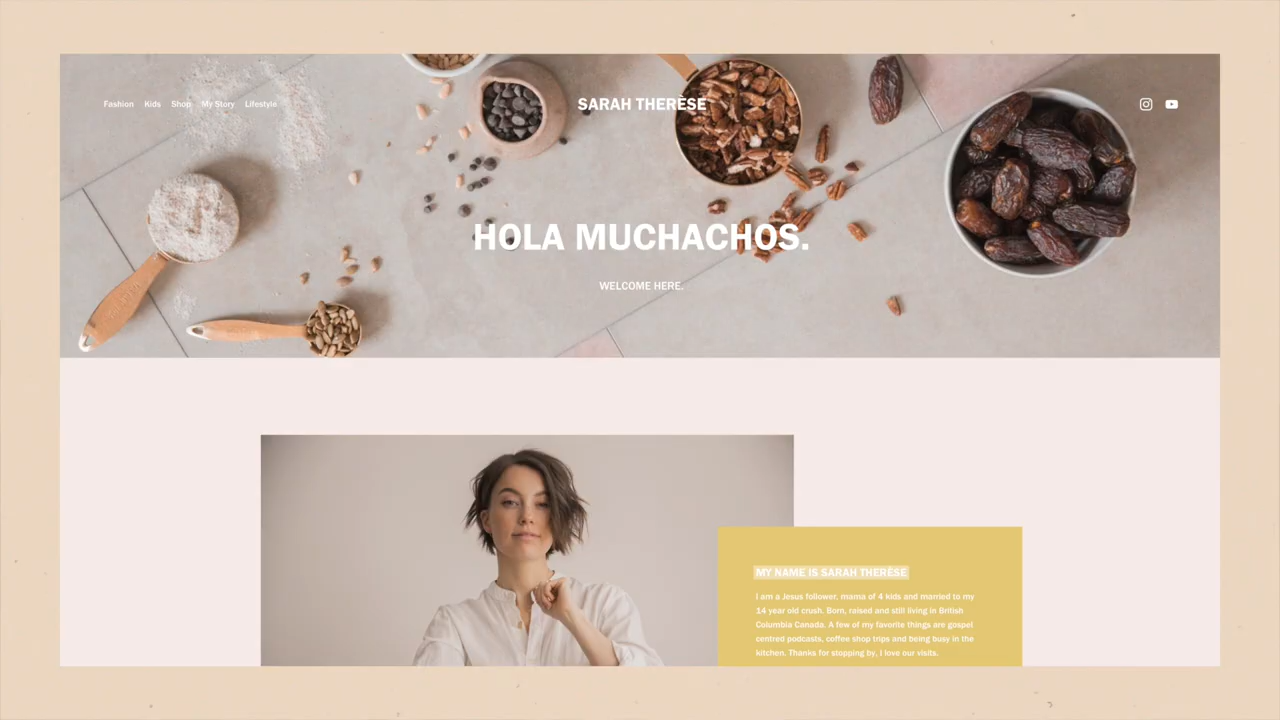 Fashion Kids Shop My Story Lifestyle
SARAH THERÈSE
HOLA MUCHACHOS.
WELCOME HERE.
MY NAME IS SARAH THERÈSE
I am a Jesus follower, mama of 4 kids and married to my
14 year old crush. Born, raised and still living in British
Columbia Canada. A few of my favorite things are gospel
centred podcasts, coffee shop trips and being busy in the
kitchen. Thanks for stopping by, I love our visits.